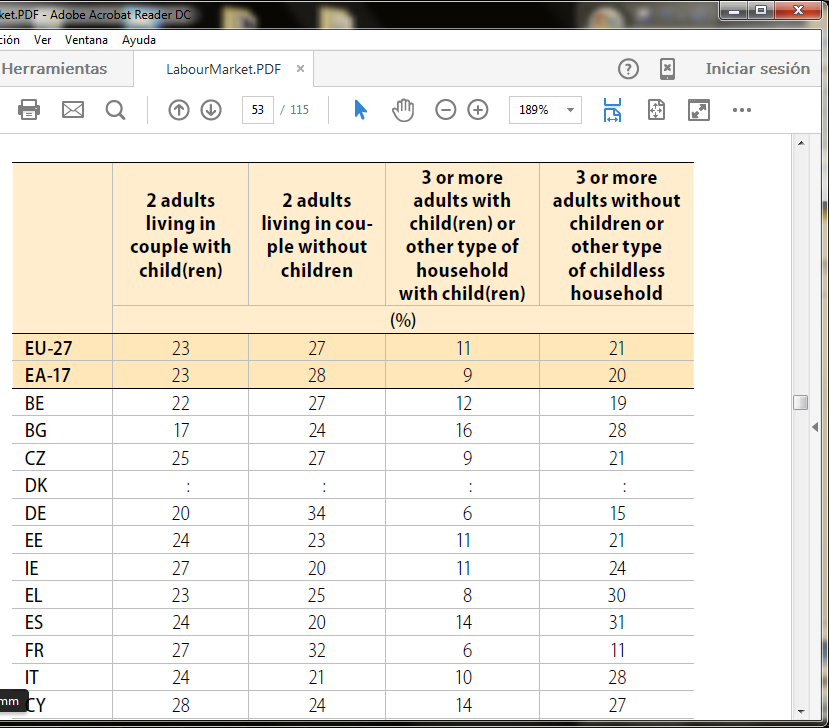 ket.PDF - Adobe Acrobat Reader DC
ción Ver Ventana Ayuda
Herramientas LabourMarket.PDF × ? Iniciar sesión
53 / 115 189%
2 adults living in couple with child(ren)
2 adults living in cou-ple without children
3 or more adults with child(ren) or other type of household with child(ren)
3 or more adults without children or other type of childless household
(%)
EU-27 23 27 11 21
EA-17 23 28 9 20
BE 22 27 12 19
BG 17 24 16 28
CZ 25 27 9 21
DK : : : :
DE 20 34 6 15
EE 24 23 11 21
IE 27 20 11 24
EL 23 25 8 30
ES 24 20 14 31
FR 27 32 6 11
IT 24 21 10 28
mm CY 28 24 14 27